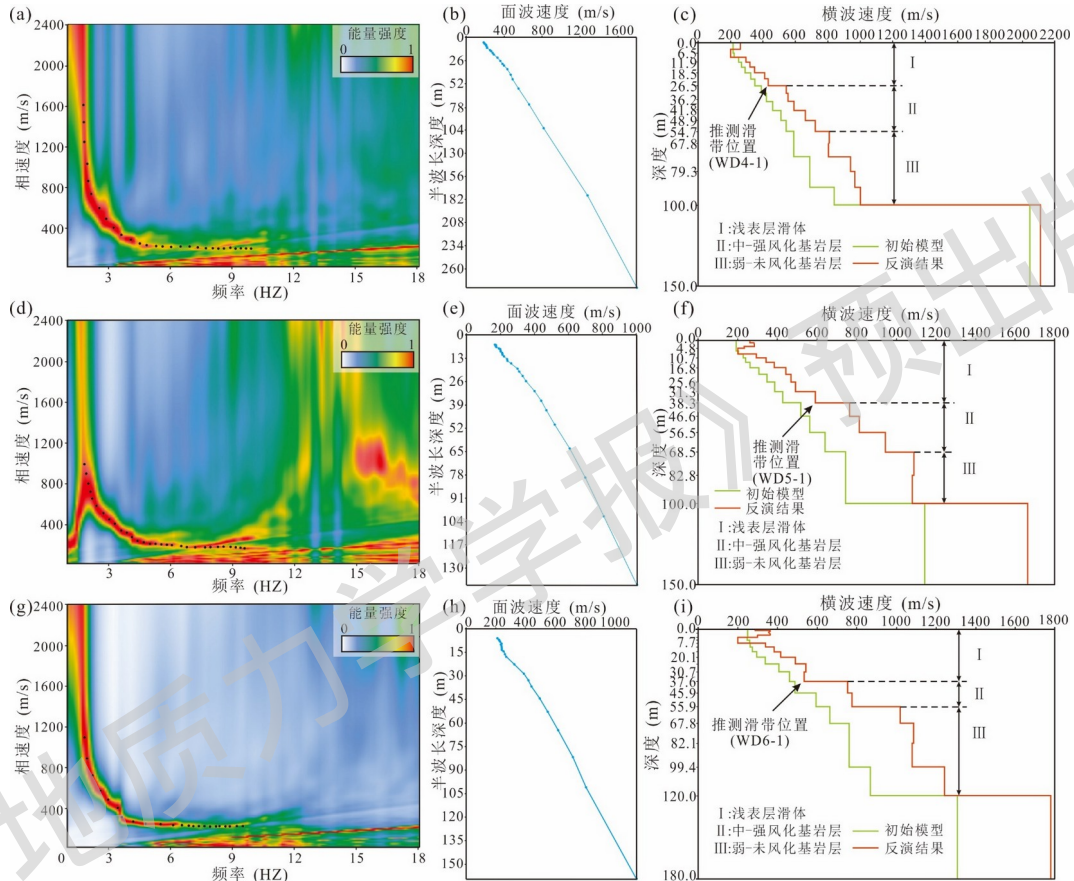 (a)
2400
2000
1600
1200
800
400
相速度 (m/s)
能量强度
0 1
3 6 9 12 15 18
频率 (HZ)
(b)
面波速度 (m/s)
0 400 800 1300
0
26
52
78
104
130
156
182
208
234
260
半波长深度 (m)
(c)
横波速度 (m/s)
0 200 400 600 800 1000 1200 1400 1600 1800 2000 2200
0.0
6.5
11.9
18.5
26.5
36.2
41.8
48.9
54.7
67.8
79.3
100.0
150.0
深度 (m)
Ⅰ
Ⅱ
Ⅲ
推测滑
带位置
(WD4-1)
Ⅰ:浅表层滑体
Ⅱ:中-强风化基岩层
Ⅲ:弱-未风化基岩层
初始模型
反演结果
(d)
2400
2000
1600
1200
800
400
相速度 (m/s)
能量强度
0 1
3 6 9 12 15 18
频率 (HZ)
(e)
面波速度 (m/s)
0 200 400 600 800 1000
0
13
26
39
52
65
78
91
104
117
130
半波长深度 (m)
(f)
横波速度 (m/s)
0 200 400 600 800 1000 1200 1400 1600 1800
0.0
4.8
10.7
16.8
25.6
31.2
38.3
46.6
56.5
68.5
100.0
150.0
深度 (m)
Ⅰ
Ⅱ
Ⅲ
推测滑
带位置
(WD5-1)
初始模型
反演结果
Ⅰ:浅表层滑体
Ⅱ:中-强风化基岩层
Ⅲ:弱-未风化基岩层
(g)
2400
2000
1600
1200
800
400
相速度 (m/s)
能量强度
0 1
0 3 6 9 12 15 18
频率 (HZ)
(h)
面波速度 (m/s)
0 200 400 600 800 1000
0
15
30
45
60
75
90
105
120
135
150
半波长深度 (m)
(i)
横波速度 (m/s)
0 200 400 600 800 1000 1200 1400 1600 1800
0.0
7.7
20.1
30.7
37.6
45.9
55.9
67.8
82.1
99.4
120.0
180.0
深度 (m)
Ⅰ
Ⅱ
Ⅲ
推测滑带位置
(WD6-1)
Ⅰ:浅表层滑体
Ⅱ:中-强风化基岩层
Ⅲ:弱-未风化基岩层
初始模型
反演结果
地质力学学报》预出版